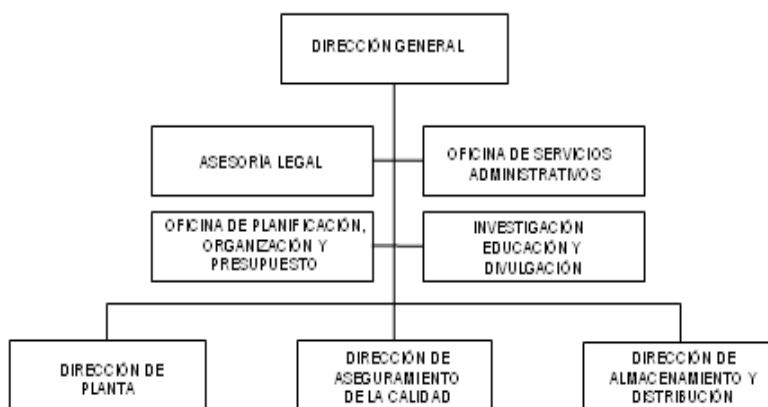 DIRECCIÓN GENERAL
ASESORÍA LEGAL
OFICINA DE SERVICIOS
ADMINISTRATIVOS
OFICINA DE PLANIFICACIÓN,
ORGANIZACIÓN Y
PRESUPUESTO
INVESTIGACIÓN
EDUCACIÓN Y
DIVULGACIÓN
DIRECCIÓN DE
PLANTA
DIRECCIÓN DE
ASEGURAMIENTO
DE LA CALIDAD
DIRECCIÓN DE
ALMACENAMIENTO Y
DISTRIBUCIÓN